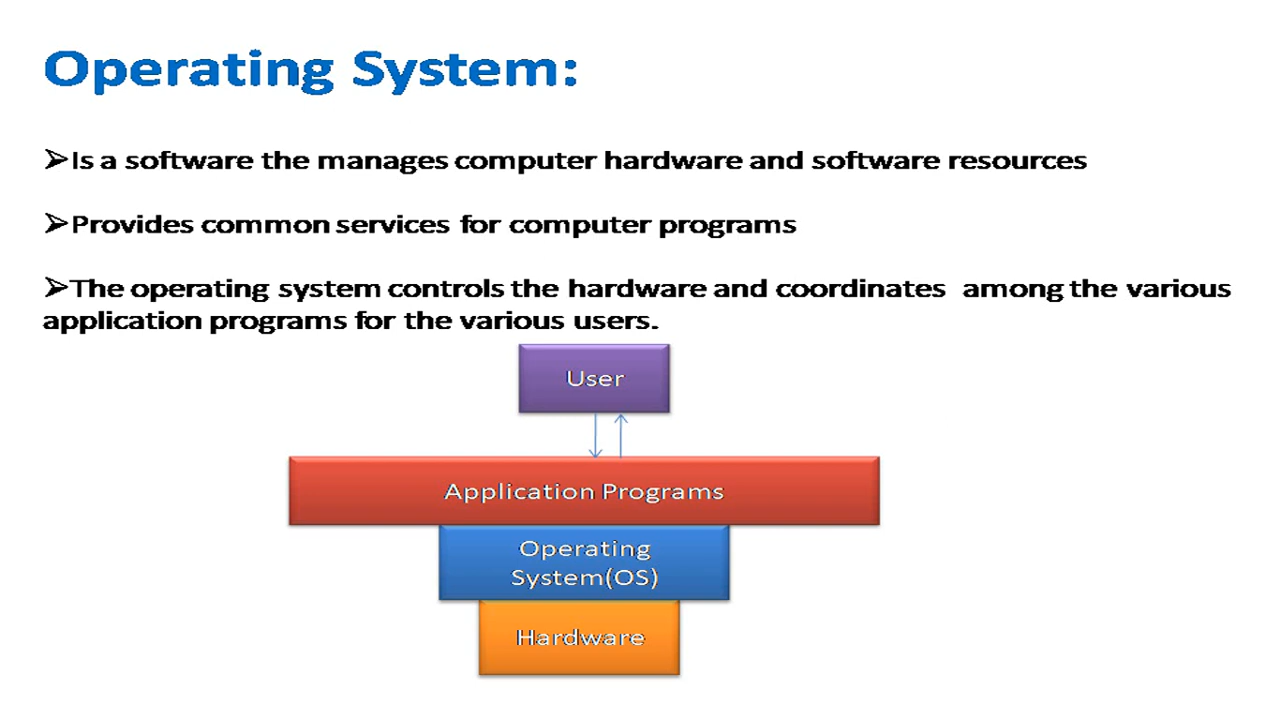 Operating System:
➢Is a software the manages computer hardware and software resources
➢Provides common services for computer programs
➢The operating system controls the hardware and coordinates among the various
application programs for the various users.
User
Application Programs
Operating
System(OS)
Hardware